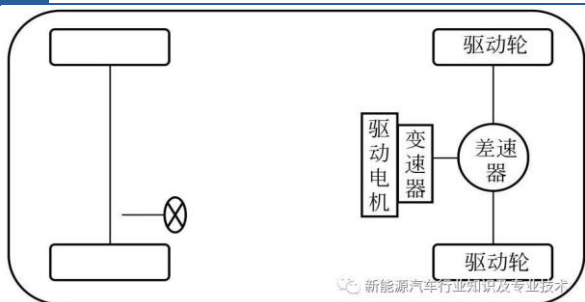 驱动轮
驱动电机
变速器
差速器
驱动轮
新能源汽车行业知识及专业技术